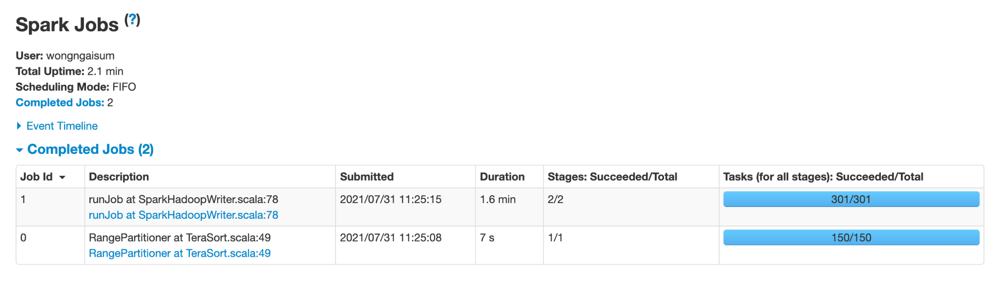 Spark Jobs (?)
User: wongngaisum
Total Uptime: 2.1 min
Scheduling Mode: FIFO
Completed Jobs: 2
Event Timeline
Completed Jobs (2)
Job Id Description Submitted Duration Stages: Succeeded/Total Tasks (for all stages): Succeeded/Total
1 runJob at SparkHadoopWriter.scala:78 2021/07/31 11:25:15 1.6 min 2/2 301/301
runJob at SparkHadoopWriter.scala:78
0 RangePartitioner at TeraSort.scala:49 2021/07/31 11:25:08 7 s 1/1 150/150
RangePartitioner at TeraSort.scala:49